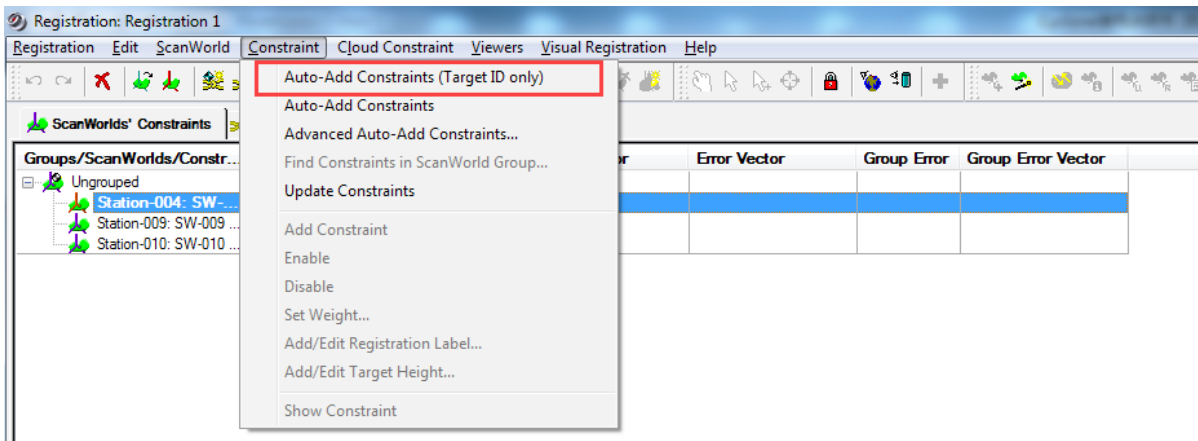 Registration: Registration 1
Registration Edit ScanWorld Constraint Cloud Constraint Viewers Visual Registration Help
Auto-Add Constraints (Target ID only)
ScanWorlds' Constraints
Auto-Add Constraints
Advanced Auto-Add Constraints...
Groups/ScanWorlds/Constr... Error Vector Group Error Group Error Vector
Find Constraints in ScanWorld Group...
Ungrouped
Update Constraints
Station-004: SW-...
Station-009: SW-009 ...
Add Constraint
Station-010: SW-010 ...
Enable
Disable
Set Weight...
Add/Edit Registration Label...
Add/Edit Target Height...
Show Constraint